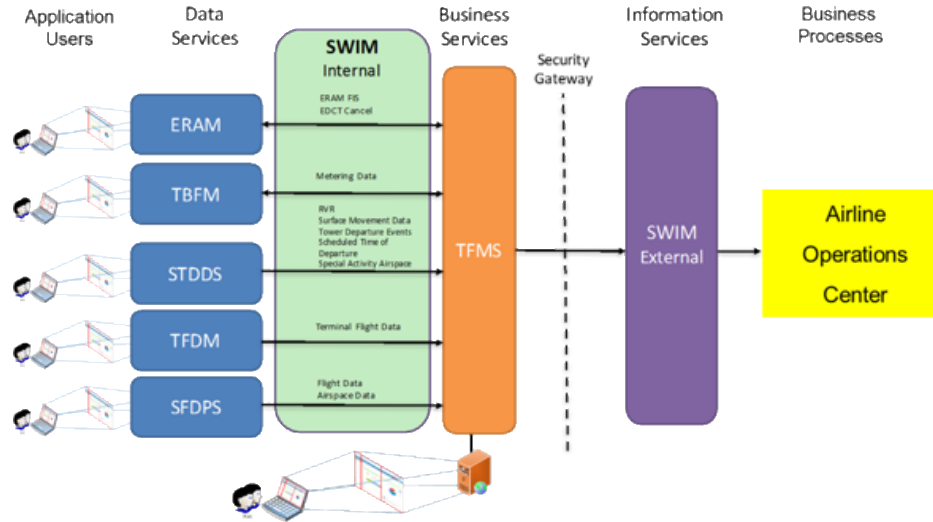 Application
Users
Data
Services
Business
Services
Information
Services
Business
Processes
SWIM
Internal
Security
Gateway
ERAM FIS
EDCT Cancel
ERAM
Metering Data
TBFM
RVR
Surface Movement Data
Tower Departure Events
Scheduled Time of
Departure
Special Activity Airspace
STDDS
TFMS
SWIM
External
Airline
Operations
Center
Terminal Flight Data
TFDM
Flight Data
Airspace Data
SFDPS